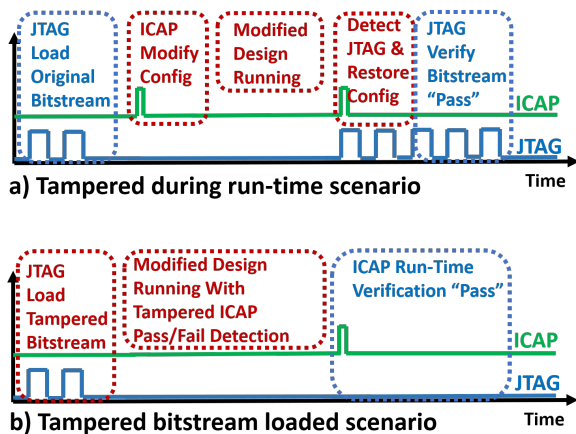 JTAG
Load
Original
Bitstream
ICAP
Modify
Config
Modified
Design
Running
Detect
JTAG &
Restore
Config
JTAG
Verify
Bitstream
“Pass”
ICAP
JTAG
a) Tampered during run-time scenario
Time
JTAG
Load
Tampered
Bitstream
Modified Design
Running With
Tampered ICAP
Pass/Fail Detection
ICAP Run-Time
Verification “Pass”
ICAP
JTAG
Time
b) Tampered bitstream loaded scenario